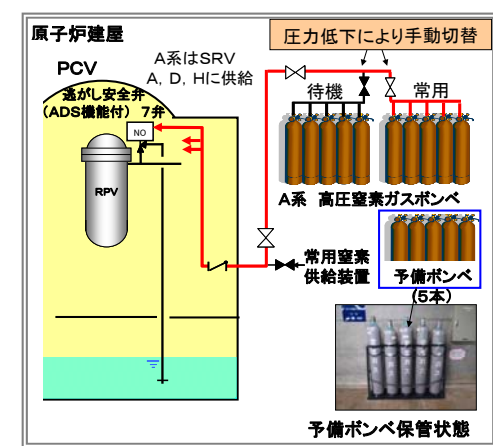 原子炉建屋
圧力低下により手動切替
A系はSRV
A, D, Hに供給
PCV
逃がし安全弁
（ADS機能付） 7弁
NO
RPV
待機
常用
A系 高圧窒素ガスボンベ
常用窒素
供給装置
予備ボンベ
(5本)
予備ボンベ保管状態